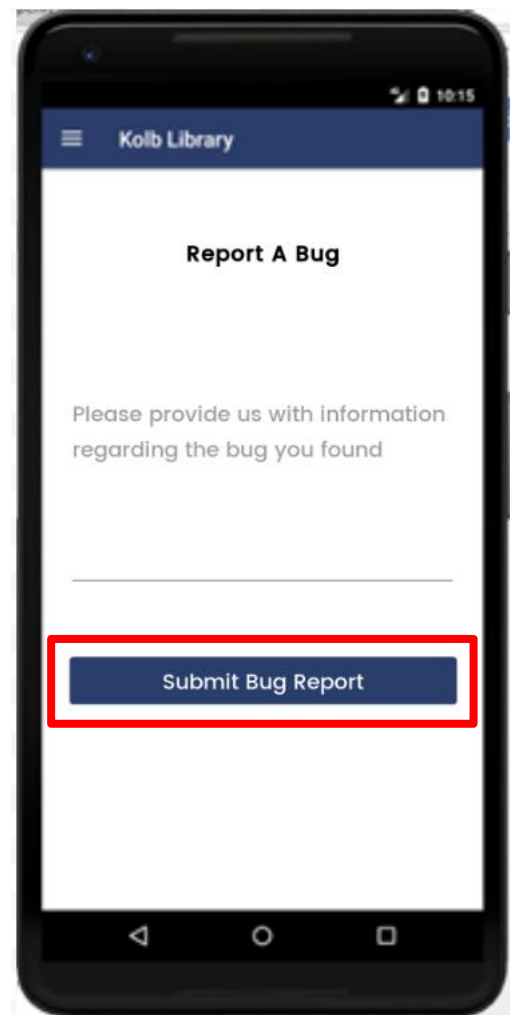 10:15
Kolb Library
Report A Bug
Please provide us with information
regarding the bug you found
Submit Bug Report